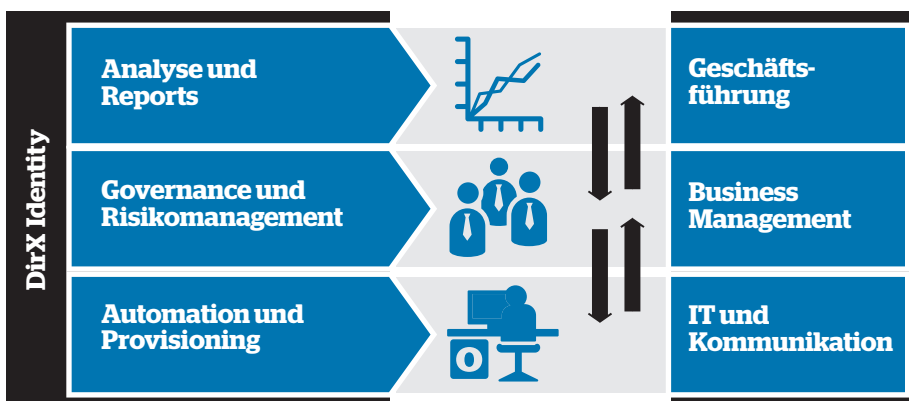 DirX Identity
Analyse und
Reports
Geschäfts-
führung
Governance und
Risikomanagement
Business
Management
Automation und
Provisioning
IT und
Kommunikation